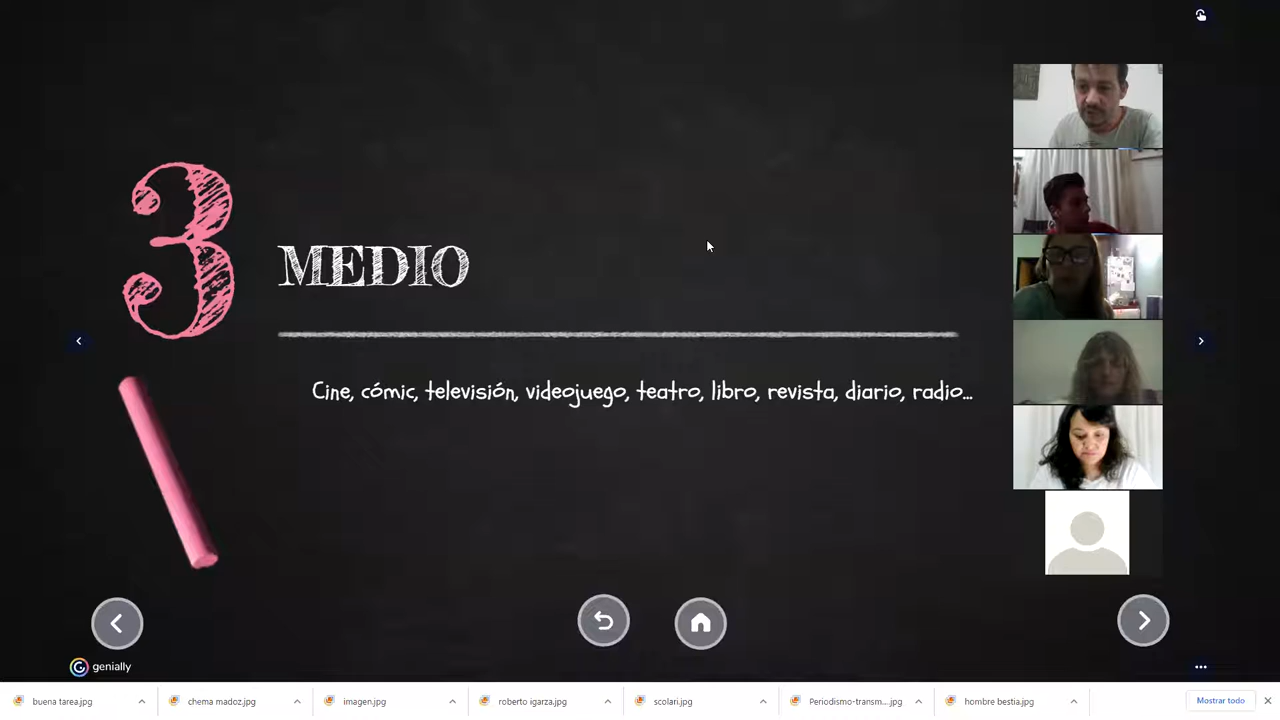 3
MEDIO
Cine, cómic, televisión, videojuego, teatro, libro, revista, diario, radio...
genially
buena tarea.jpg
chema madoz.jpg
imagen.jpg
roberto igarza.jpg
scolari.jpg
Periodismo-transm....jpg
hombre bestia.jpg
Mostrar todo